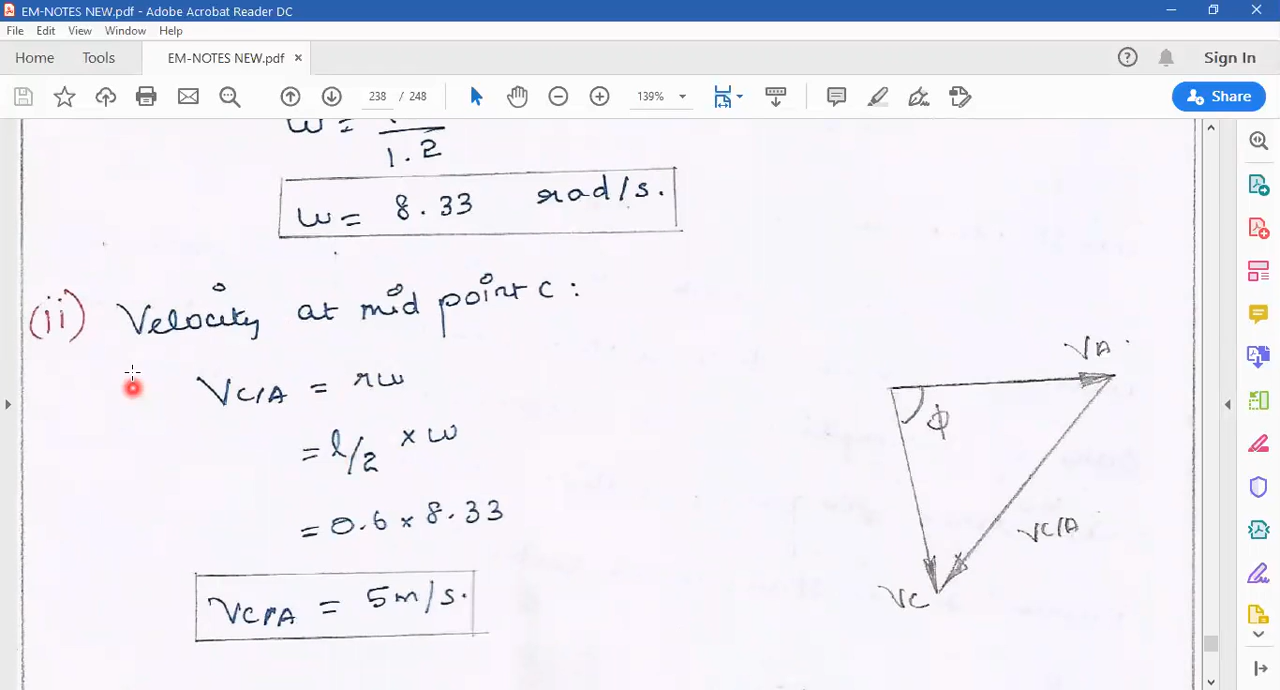 EM-NOTES NEW.pdf - Adobe Acrobat Reader DC
File Edit View Window Help
Home Tools EM-NOTES NEW.pdf × Sign In
238 / 248 139% Share
ω =
1.2
ω = 8.33 rad/s.
(ii) Velocity at mid point C :
VC/A = rω
= l/2 × ω
= 0.6 × 8.33
VC/A = 5m/s.
VA
φ
VC/A
VC